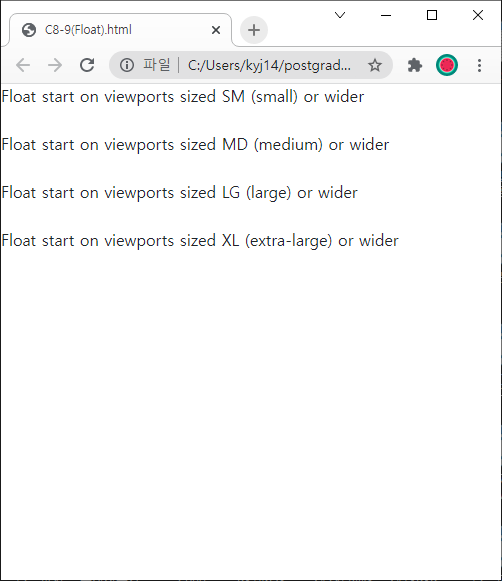 C8-9(Float).html
파일 C:/Users/kyj14/postgrad...
Float start on viewports sized SM (small) or wider
Float start on viewports sized MD (medium) or wider
Float start on viewports sized LG (large) or wider
Float start on viewports sized XL (extra-large) or wider